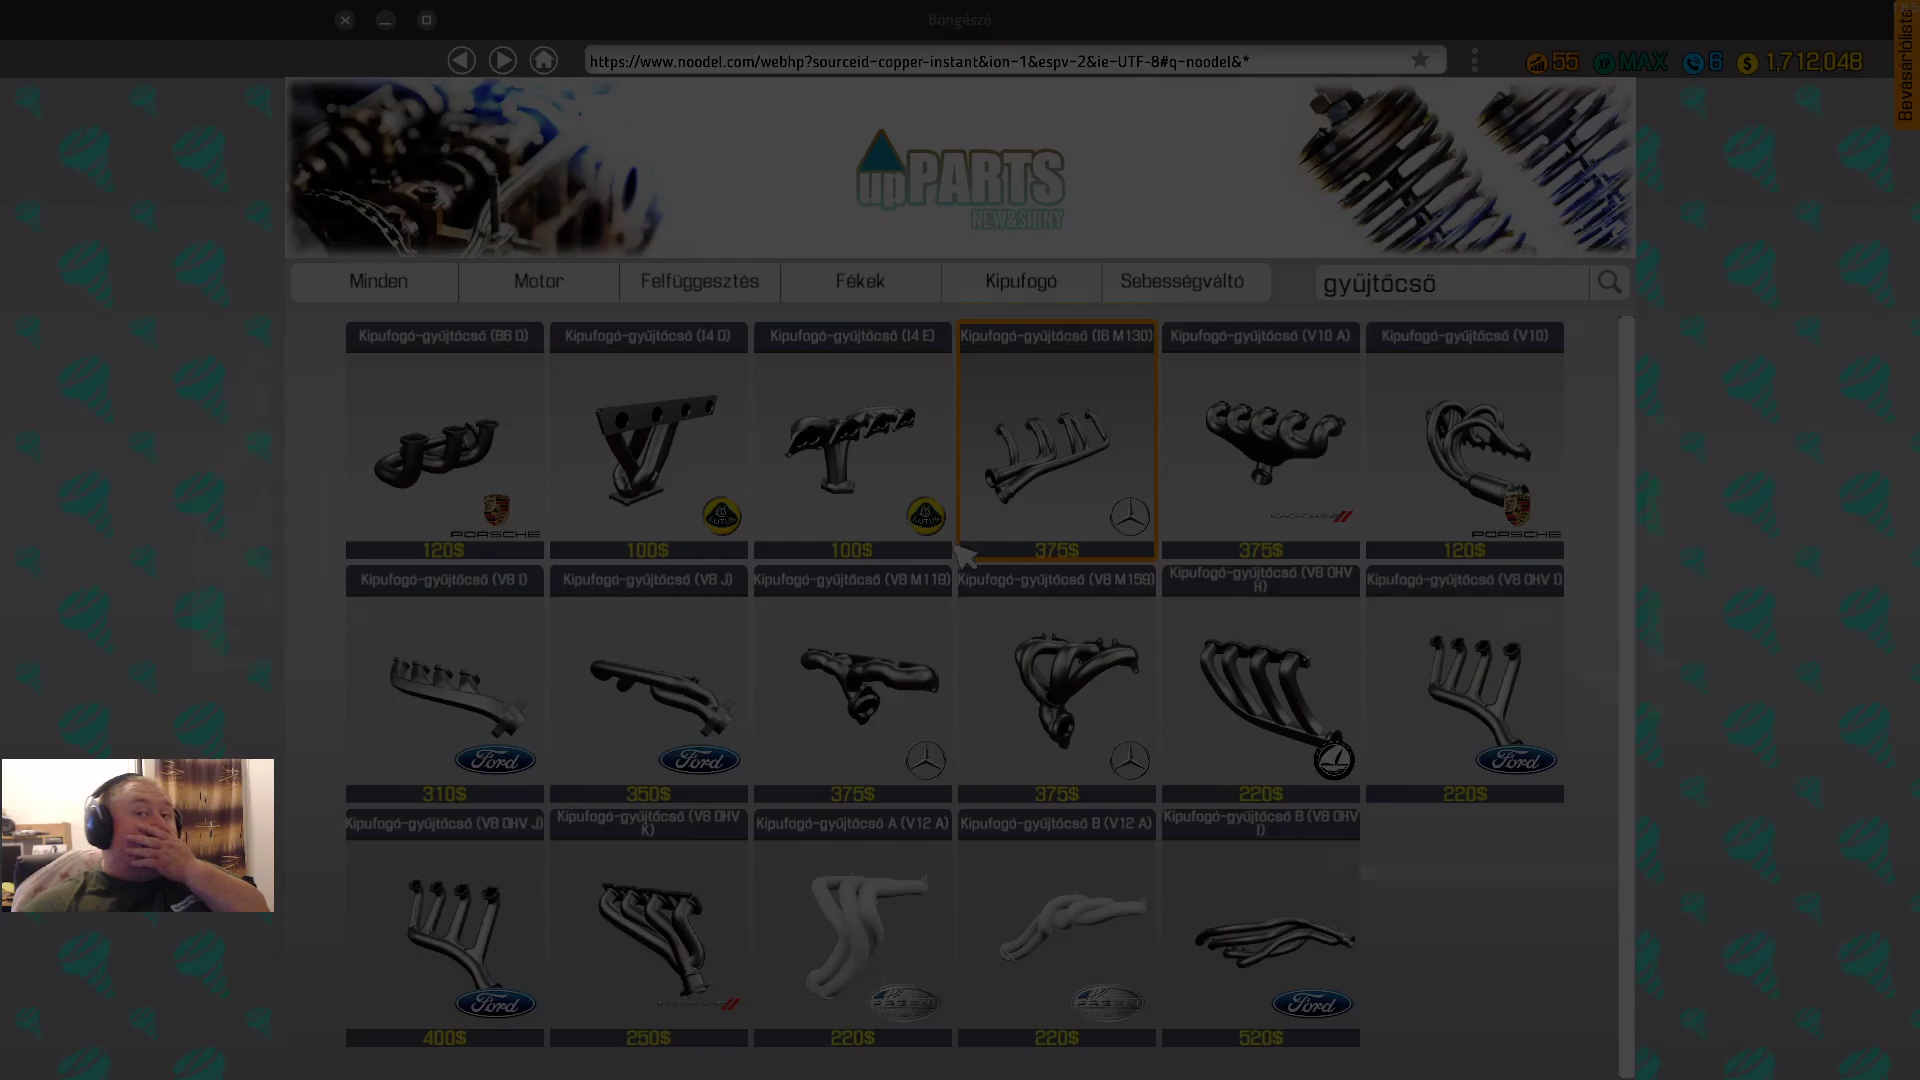 Böngésző
https://www.noodel.com/webhp?sourceid-copper-instant&ion-1&espv-2&ie-UTF-8#q-noodel&*
55 XP MAX 6 $ 1,712,048
Bevásárlólista
upPARTS
NEW&SHINY
Minden Motor Felfüggesztés Fékek Kipufogó Sebességváltó gyűjtőcső
Kipufogó-gyűjtőcső (B6 D) Kipufogó-gyűjtőcső (I4 D) Kipufogó-gyűjtőcső (I4 E) Kipufogó-gyűjtőcső (I6 M130) Kipufogó-gyűjtőcső (V10 A) Kipufogó-gyűjtőcső (V10)
PORSCHE LOTUS LOTUS DODGE PORSCHE
120$ 100$ 100$ 375$ 375$ 120$
Kipufogó-gyűjtőcső (V8 I) Kipufogó-gyűjtőcső (V8 J) Kipufogó-gyűjtőcső (V8 M119) Kipufogó-gyűjtőcső (V8 M159) Kipufogó-gyűjtőcső (V8 OHV H) Kipufogó-gyűjtőcső (V8 OHV I)
Ford Ford Ford
310$ 350$ 375$ 375$ 220$ 220$
Kipufogó-gyűjtőcső (V8 OHV J) Kipufogó-gyűjtőcső (V8 OHV K) Kipufogó-gyűjtőcső A (V12 A) Kipufogó-gyűjtőcső B (V12 A) Kipufogó-gyűjtőcső B (V8 OHV I)
Ford PAGANI PAGANI Ford
400$ 250$ 220$ 220$ 520$